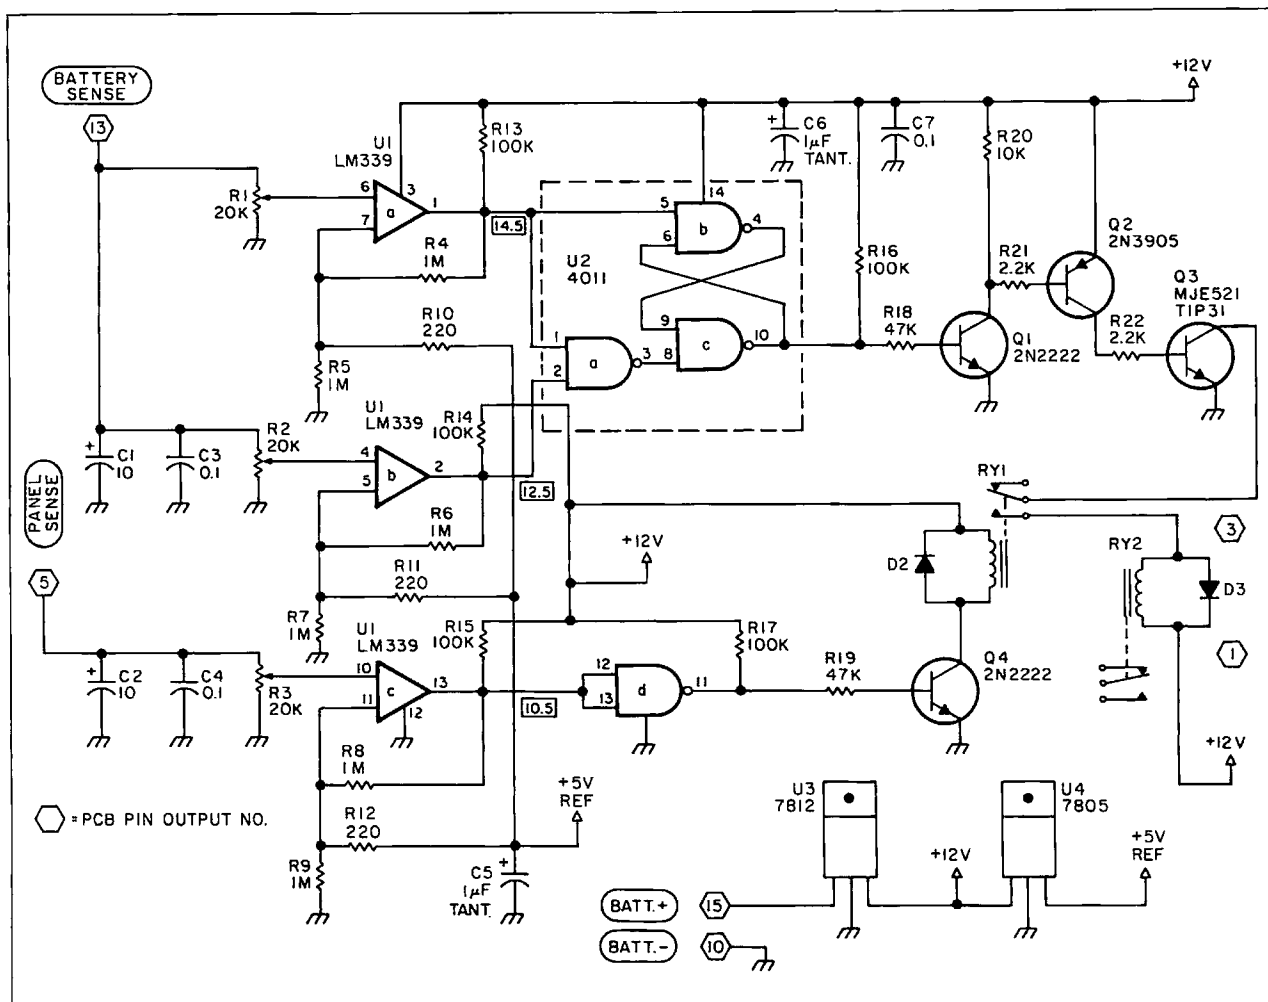 BATTERY
SENSE
13
+12V
U1
LM339
R13
100K
C6
1µF
TANT.
+
C7
0.1
R20
10K
R1
20K
6
7
a
3
1
14.5
R4
1M
U2
4011
5
6
14
b
4
R16
100K
R21
2.2K
Q2
2N3905
Q3
MJE521
TIP31
R10
220
1
2
a
3
9
8
c
10
R18
47K
Q1
2N2222
R22
2.2K
R5
1M
U1
LM339
R14
100K
R2
20K
+
C1
10
C3
0.1
4
5
b
2
12.5
PANEL
SENSE
5
R6
1M
R11
220
+12V
RY1
3
D2
RY2
D3
R7
1M
U1
LM339
R15
100K
R17
100K
1
+
C2
10
C4
0.1
R3
20K
10
11
c
13
12
10.5
12
13
d
11
R19
47K
Q4
2N2222
R8
1M
+12V
= PCB PIN OUTPUT NO.
R12
220
+5V
REF
U3
7812
U4
7805
R9
1M
C5
1µF
TANT.
+
+12V
+5V
REF
BATT.+
15
BATT.-
10